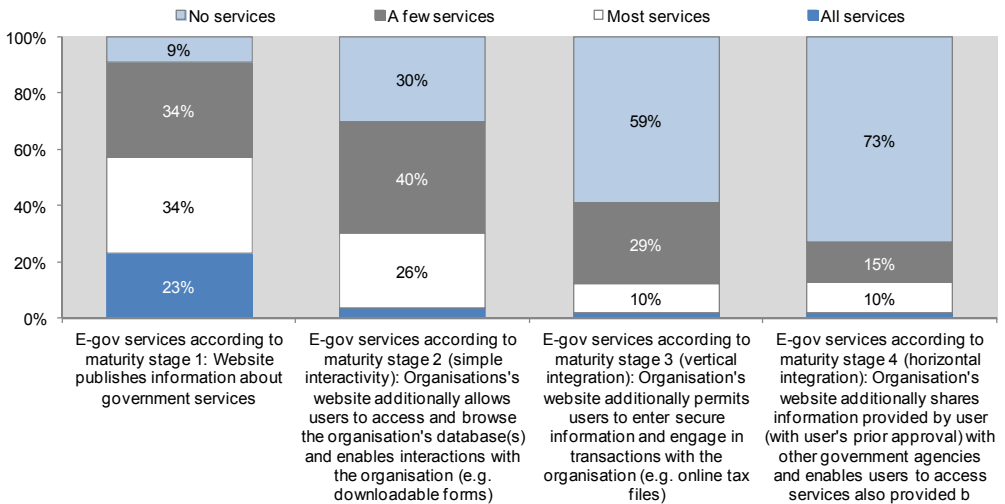 No services A few services Most services All services
100%
80%
60%
40%
20%
0%
9%
34%
34%
23%
30%
40%
26%
59%
29%
10%
73%
15%
10%
E-gov services according to
maturity stage 1: Website
publishes information about
government services
E-gov services according to
maturity stage 2 (simple
interactivity): Organisations's
website additionally allows
users to access and browse
the organisation's database(s)
and enables interactions with
the organisation (e.g.
downloadable forms)
E-gov services according to
maturity stage 3 (vertical
integration): Organisation's
website additionally permits
users to enter secure
information and engage in
transactions with the
organisation (e.g. online tax
files)
E-gov services according to
maturity stage 4 (horizontal
integration): Organisation's
website additionally shares
information provided by user
(with user's prior approval) with
other government agencies
and enables users to access
services also provided b